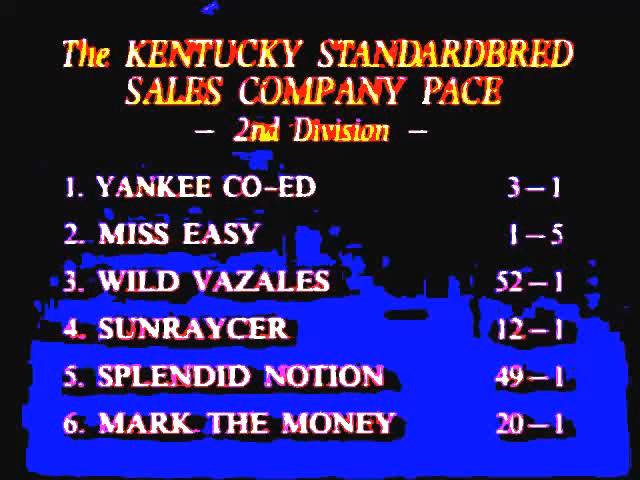 The KENTUCKY STANDARDBRED
SALES COMPANY PACE
– 2nd Division –
1. YANKEE CO-ED 3–1
2. MISS EASY 1–5
3. WILD VAZALES 52–1
4. SUNRAYCER 12–1
5. SPLENDID NOTION 49–1
6. MARK THE MONEY 20–1